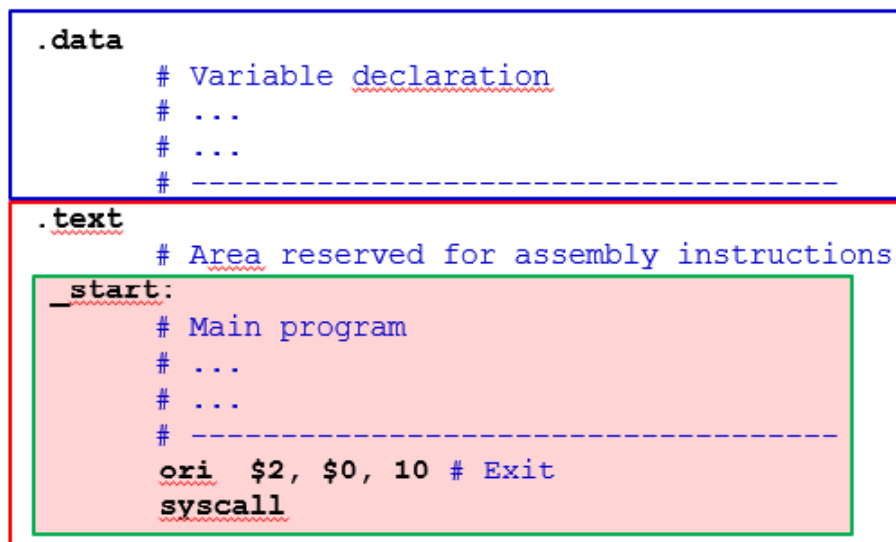 .data
# Variable declaration
# ...
# ...
# ------------------------------------
.text
# Area reserved for assembly instructions
_start:
# Main program
# ...
# ...
# ------------------------------------
ori $2, $0, 10 # Exit
syscall